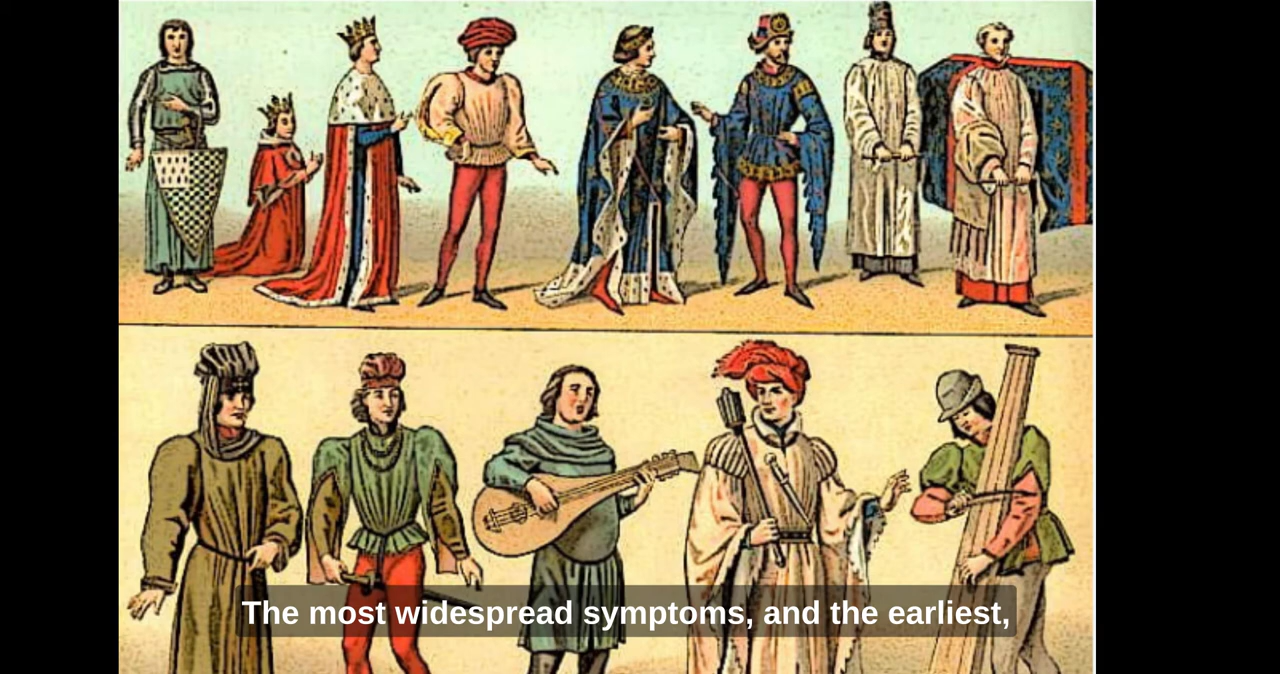 The most widespread symptoms, and the earliest,